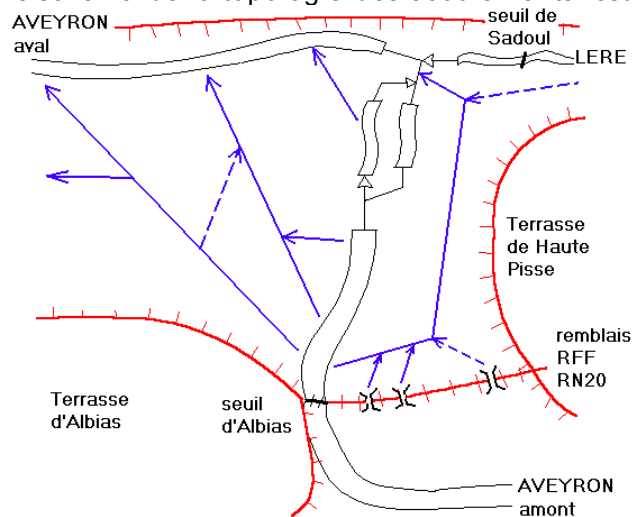 AVEYRON
aval
seuil de
Sadoul
LERE
Terrasse
de Haute
Pisse
remblais
RFF
RN20
Terrasse
d'Albias
seuil
d'Albias
AVEYRON
amont